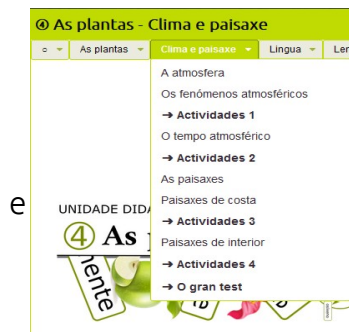 ④ As plantas - Clima e paisaxe
As plantas Clima e paisaxe Lingua
A atmosfera
Os fenómenos atmosféricos
➔ Actividades 1
O tempo atmosférico
➔ Actividades 2
As paisaxes
Paisaxes de costa
➔ Actividades 3
Paisaxes de interior
➔ Actividades 4
➔ O gran test
e
UNIDADE
④ As